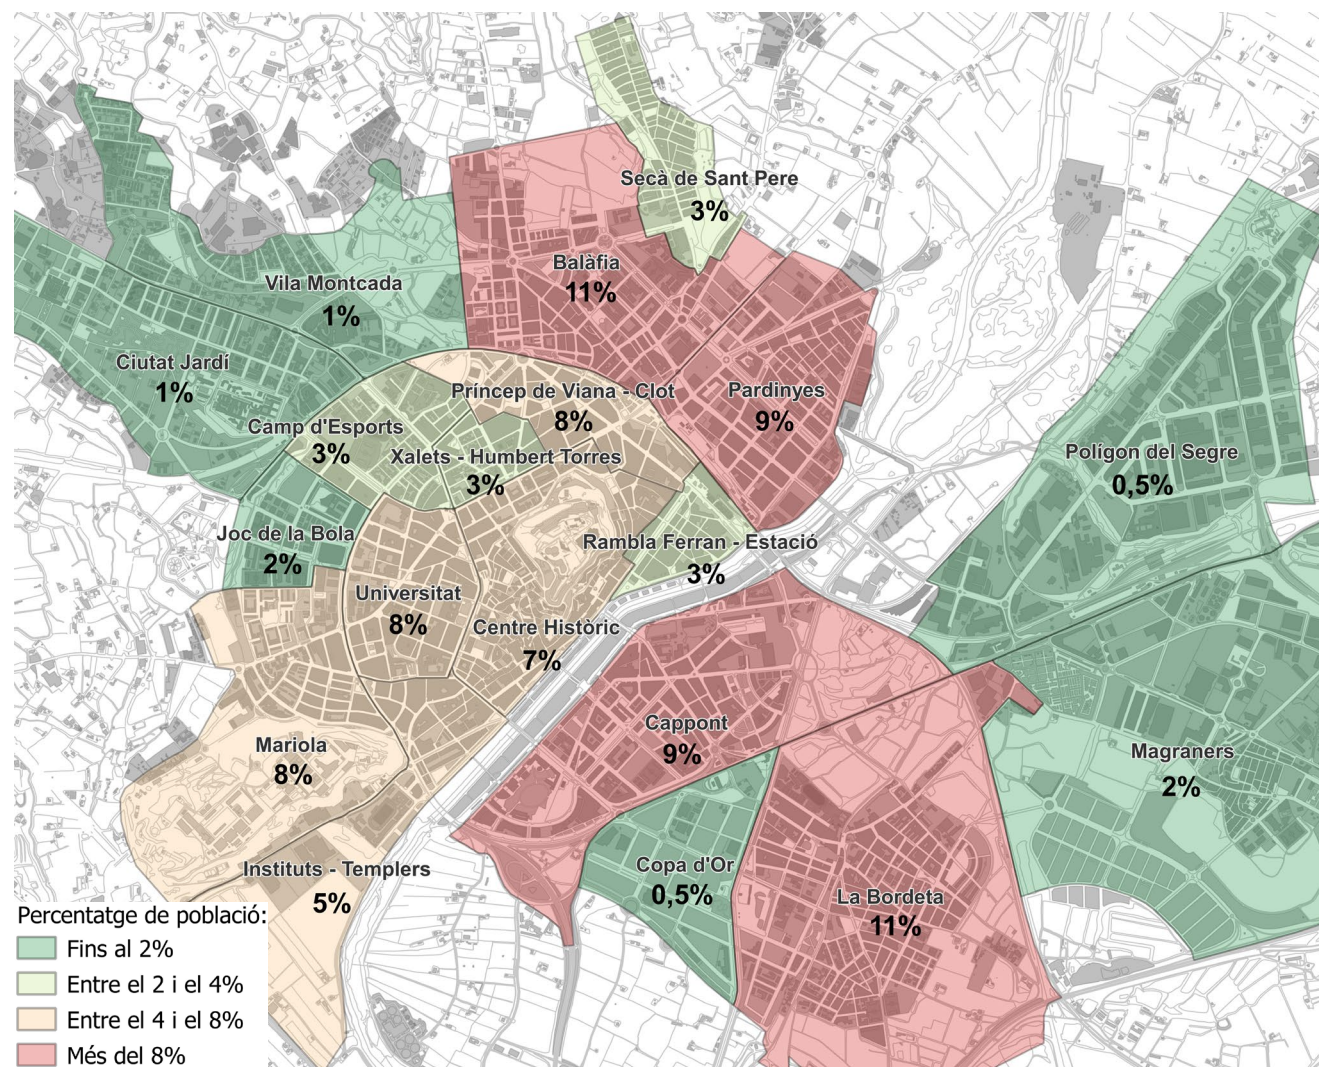 Secà de Sant Pere
3%
Balàfia
11%
Vila Montcada
1%
Ciutat Jardí
1%
Príncep de Viana - Clot
8%
Pardinyes
9%
Camp d'Esports
3%
Xalets - Humbert Torres
3%
Polígon del Segre
0,5%
Joc de la Bola
2%
Rambla Ferran - Estació
3%
Universitat
8%
Centre Històric
7%
Cappont
9%
Mariola
8%
Magraners
2%
Instituts - Templers
5%
Copa d'Or
0,5%
La Bordeta
11%
Percentatge de població:
Fins al 2%
Entre el 2 i el 4%
Entre el 4 i el 8%
Més del 8%